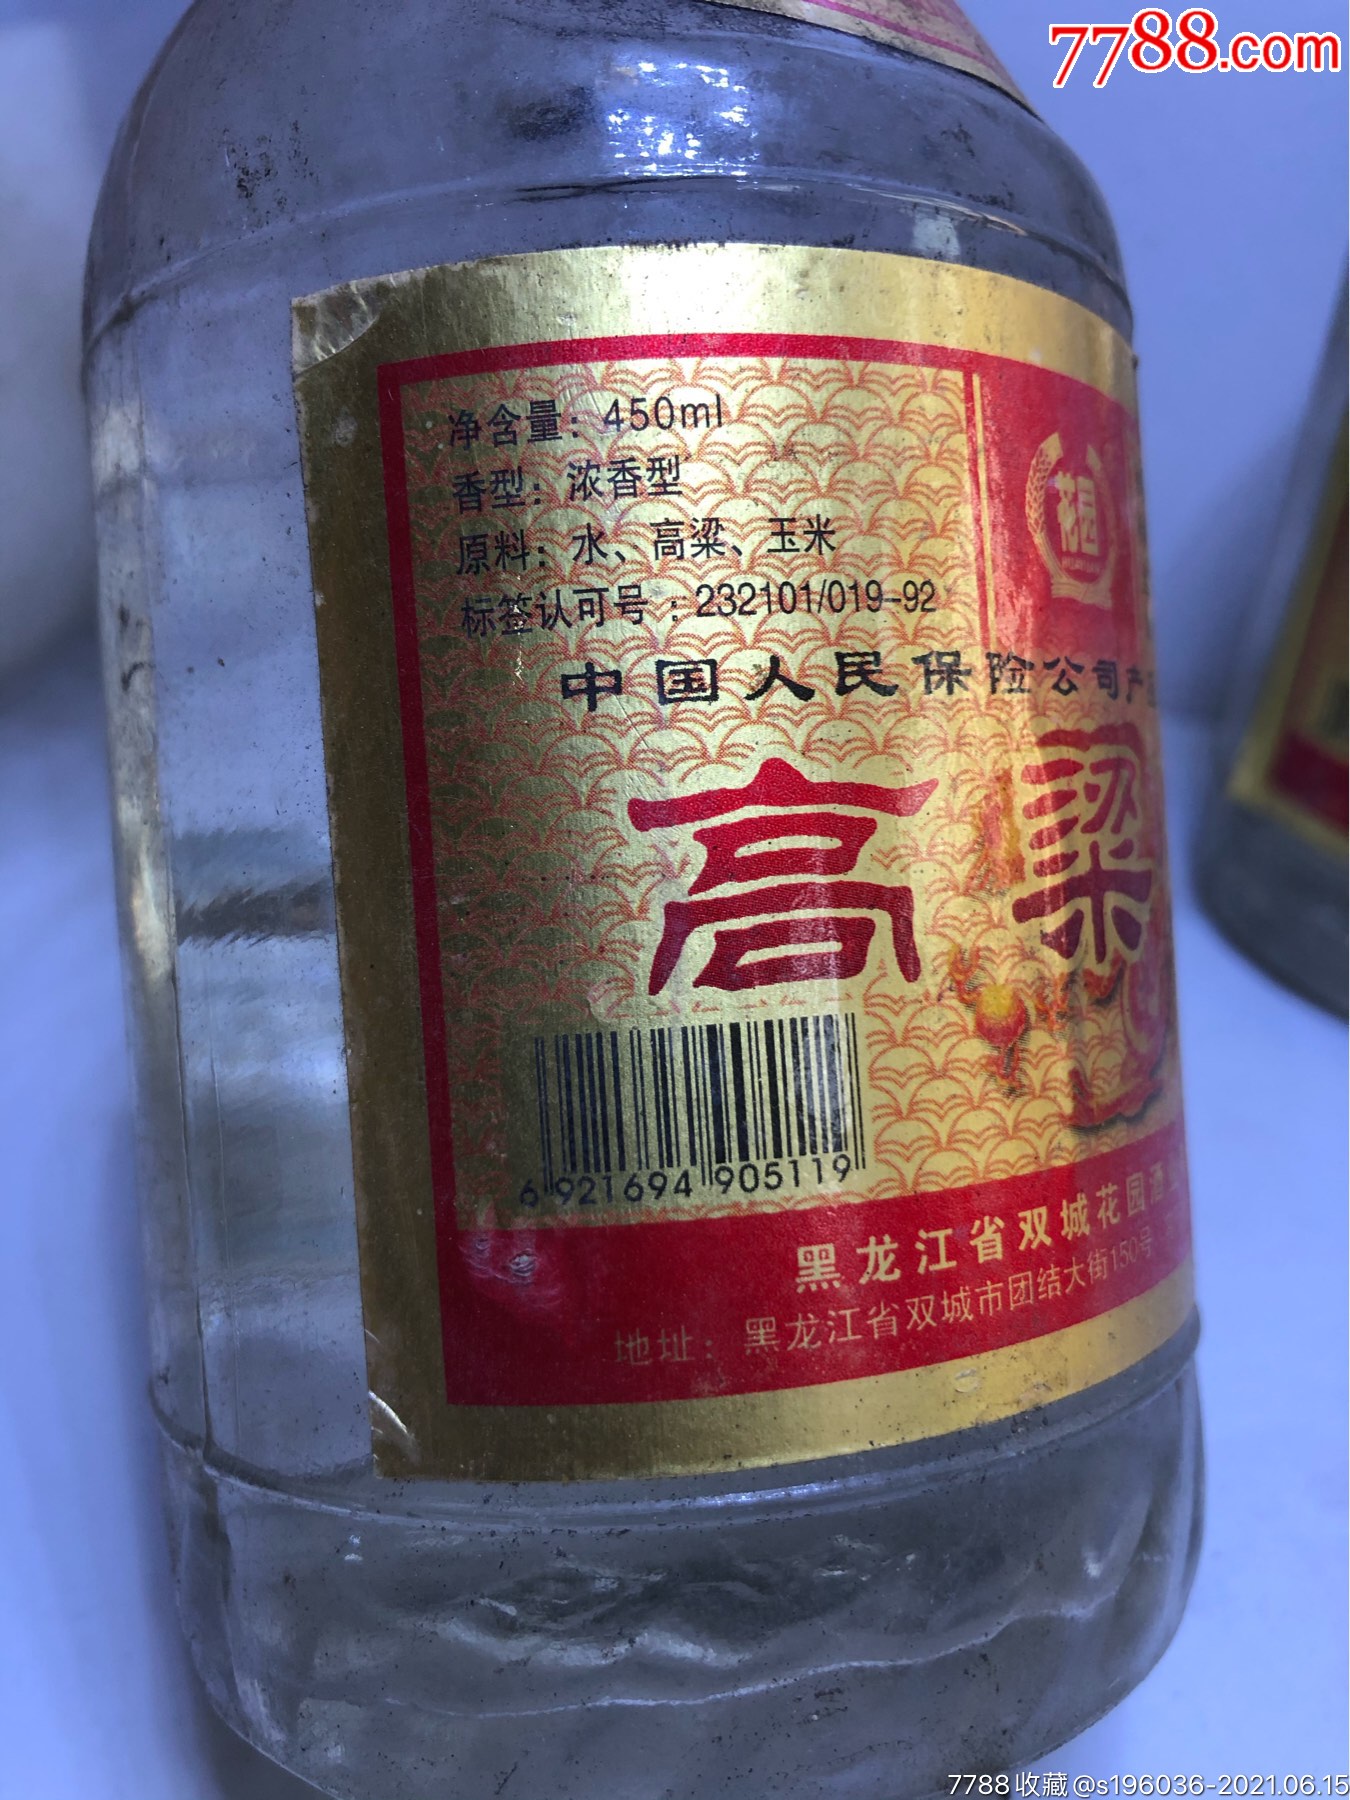 7788.com
净含量：450ml
香型：浓香型
原料：水、高粱、玉米
标签认可号：232101/019-92
花园
中国人民保险公司产
高粱
6 921694 905119
黑龙江省双城花园酒
地址：黑龙江省双城市团结大街150号
7788收藏@s196036-2021.06.15